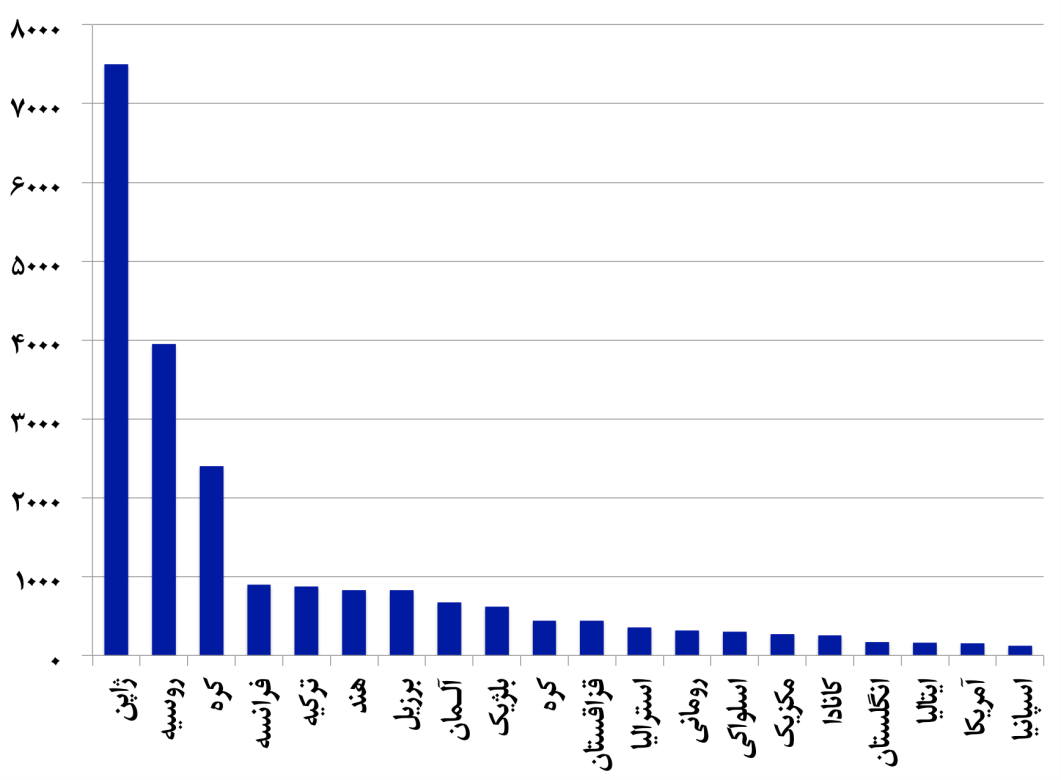 ۸۰۰۰
۷۰۰۰
۶۰۰۰
۵۰۰۰
۴۰۰۰
۳۰۰۰
۲۰۰۰
۱۰۰۰
۰
ژاپن
روسیه
کره
فرانسه
ترکیه
هند
برزیل
آلمان
بلژیک
کره
قزاقستان
استرالیا
رومانی
اسلواکی
مکزیک
کانادا
انگلستان
ایتالیا
آمریکا
اسپانیا